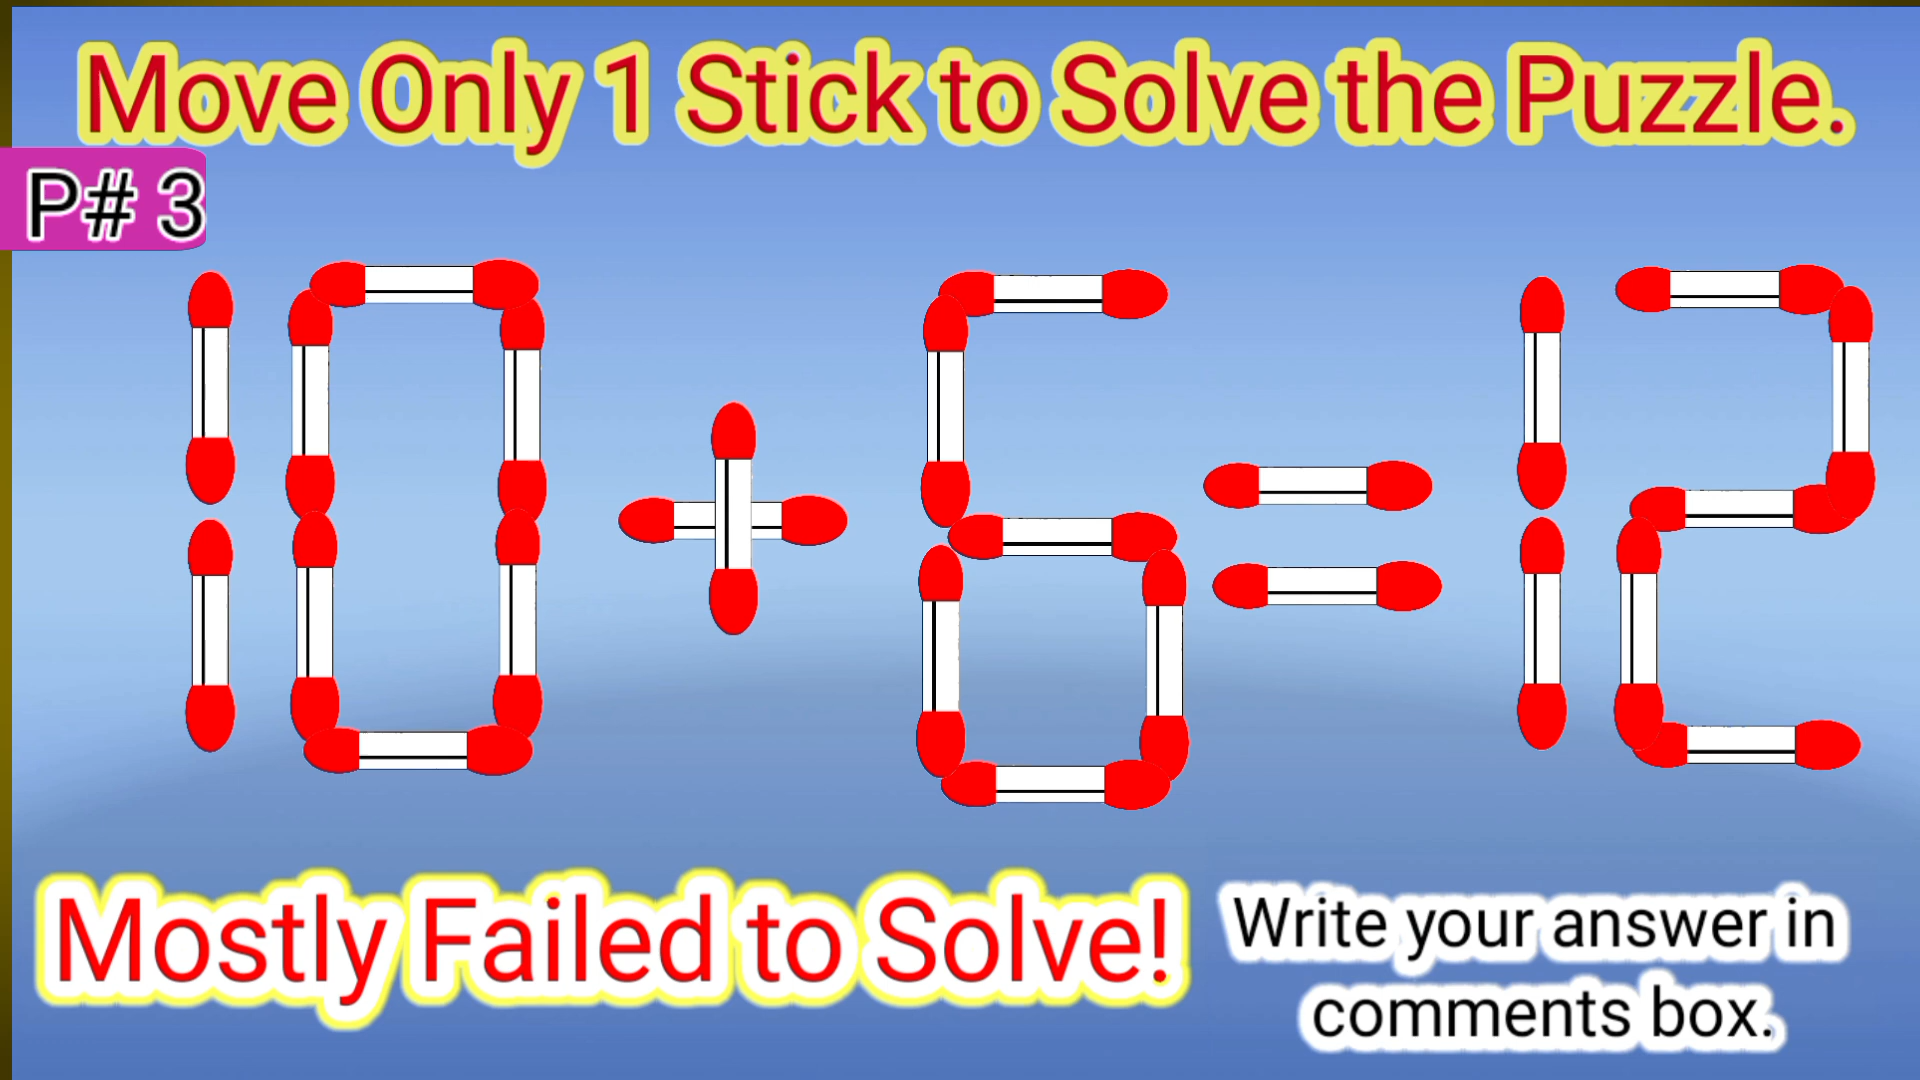 Move Only 1 Stick to Solve the Puzzle.
P# 3
10+6=12
Mostly Failed to Solve!
Write your answer in
comments box.